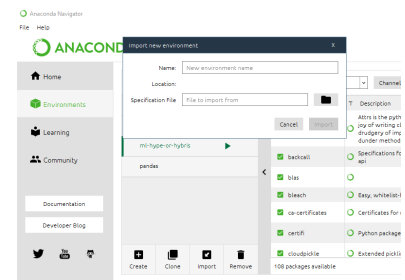 Anaconda Navigator
File Help
ANACOND
Import new environment X
Name: New environment name
Location:
Specification File File to import from
Cancel Import
Home
Environments
Learning
Community
Documentation
Developer Blog
You Tube
ml-hype-or-hybris
pandas
Create Clone Import Remove
Channel
T Description
Attrs is the pyth
joy of writing cl
drudgery of imp
dunder method
backcall Specifications fo
api
blas
bleach Easy, whitelist-
ca-certificates Certificates for
certifi Python package
cloudpickle Extended picklin
108 packages available